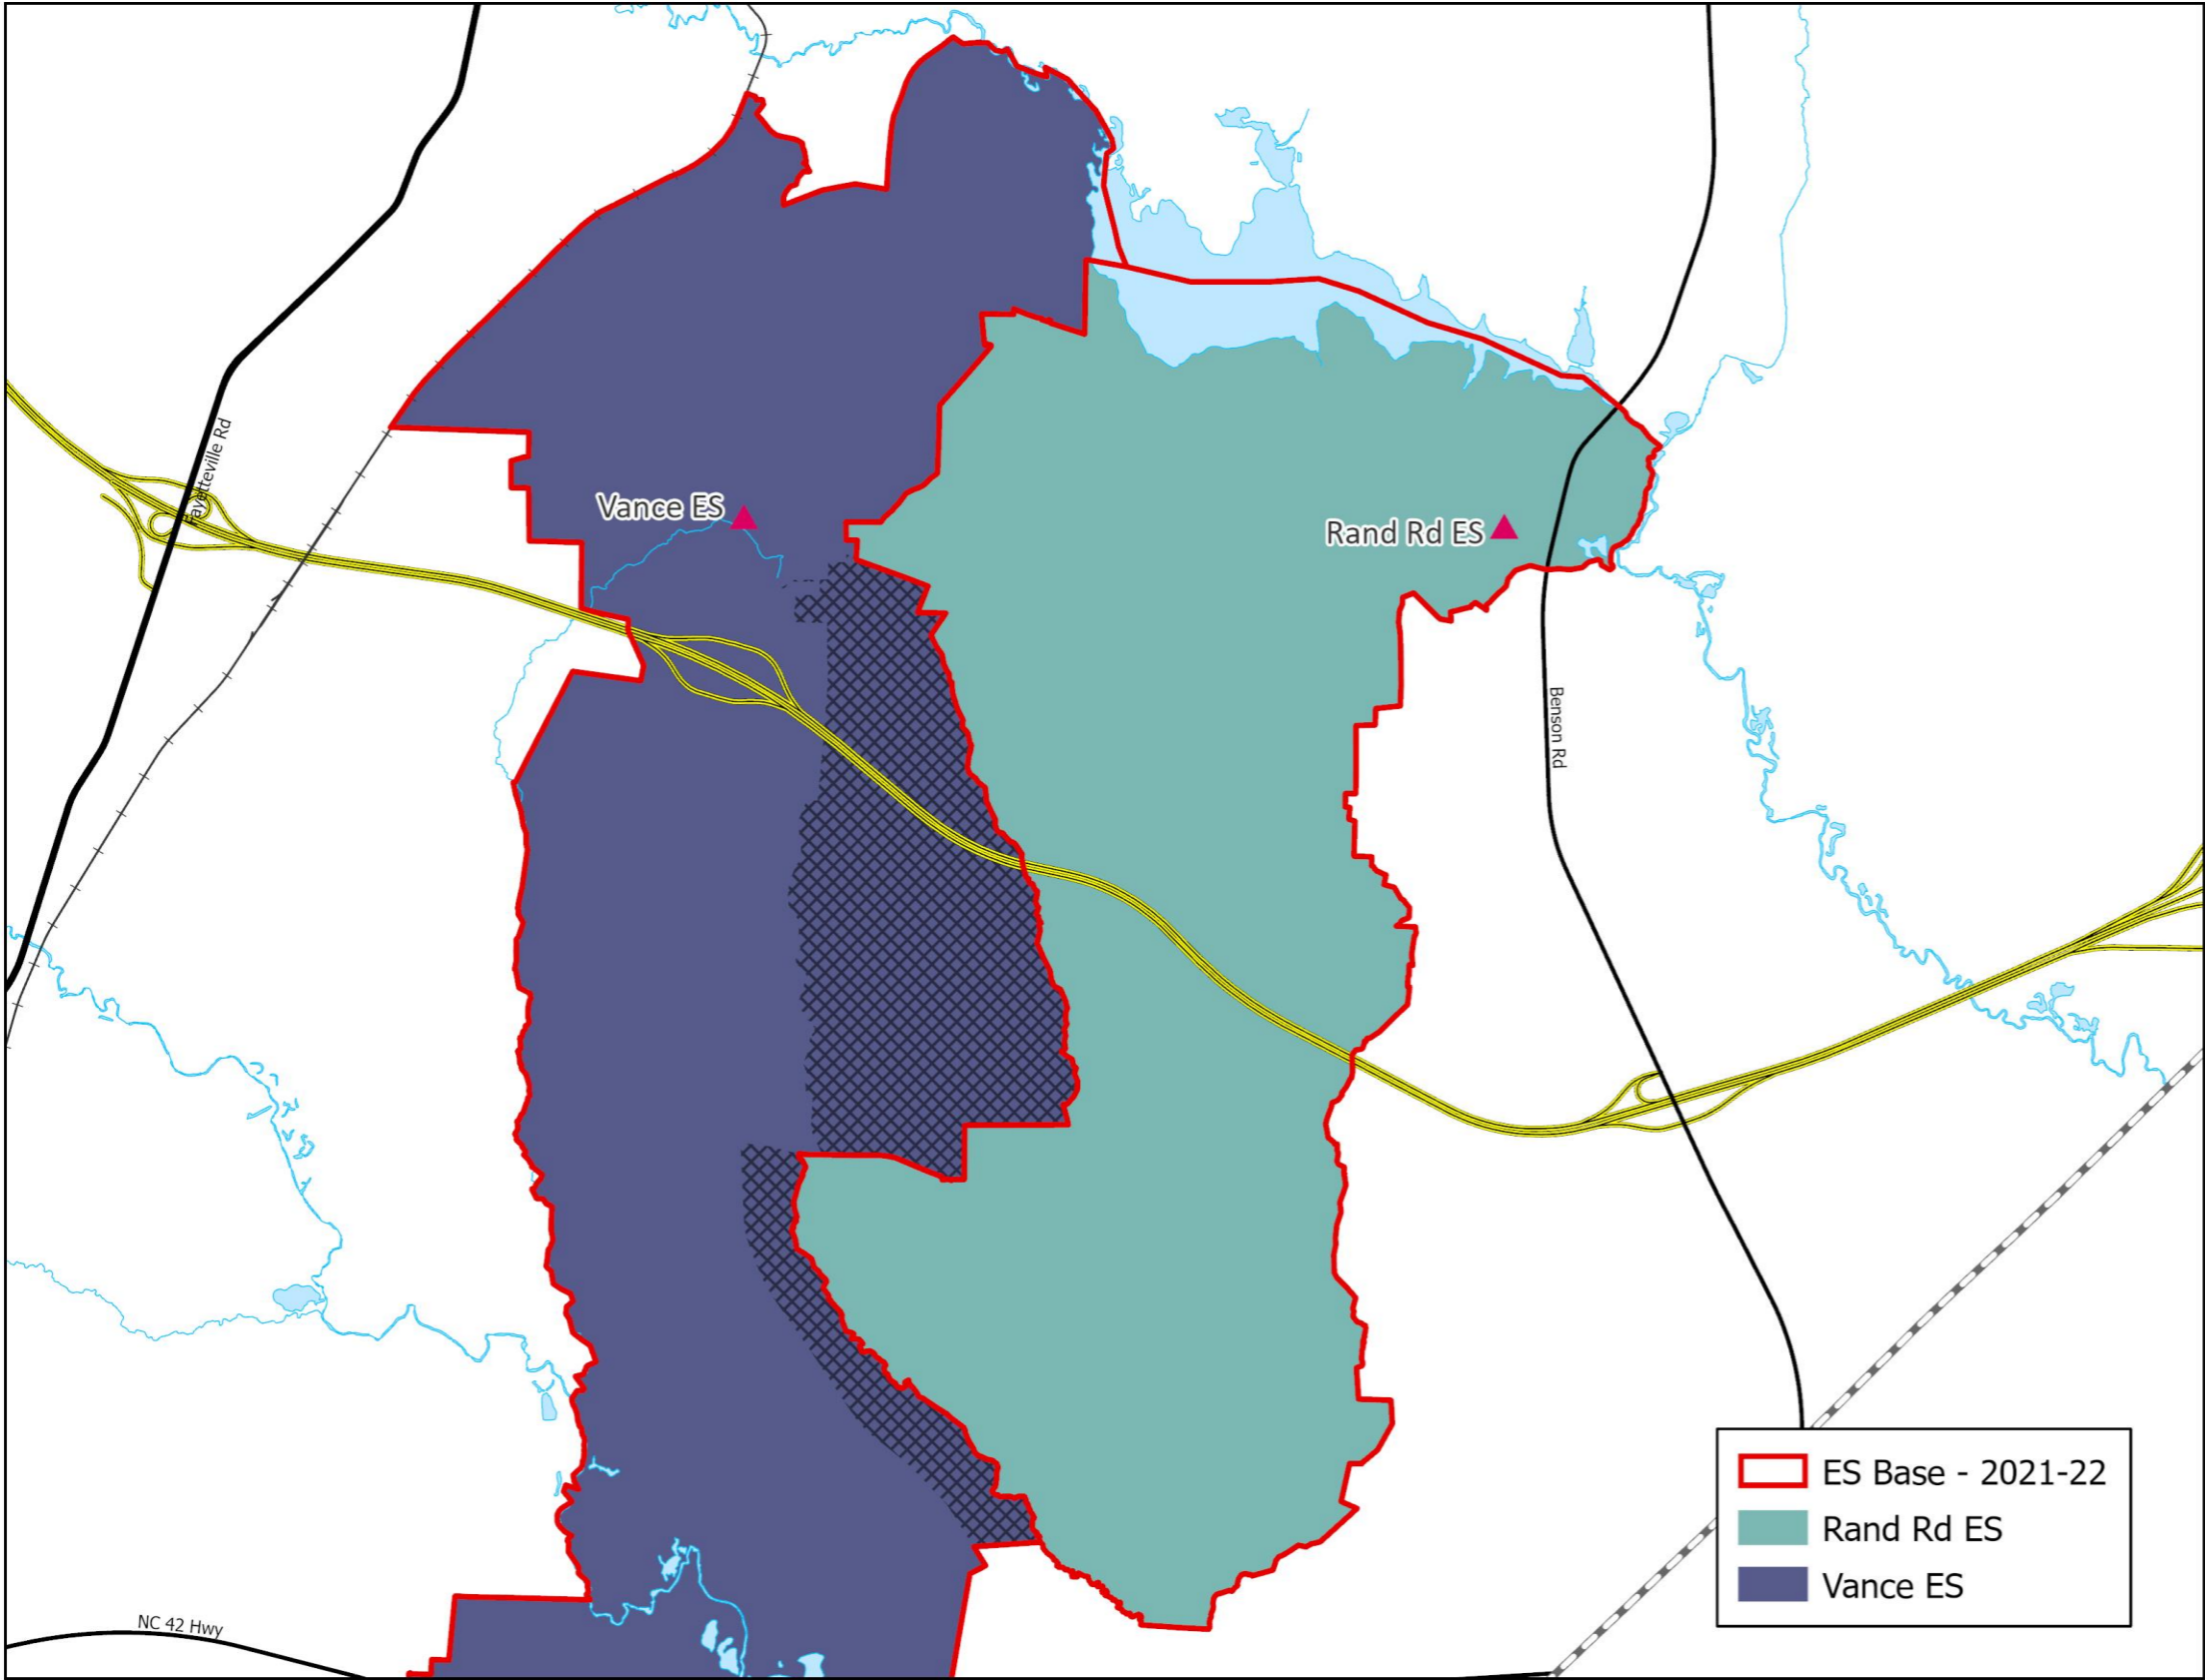 Fayetteville Rd
Vance ES
Rand Rd ES
Benson Rd
ES Base - 2021-22
Rand Rd ES
Vance ES
NC 42 Hwy